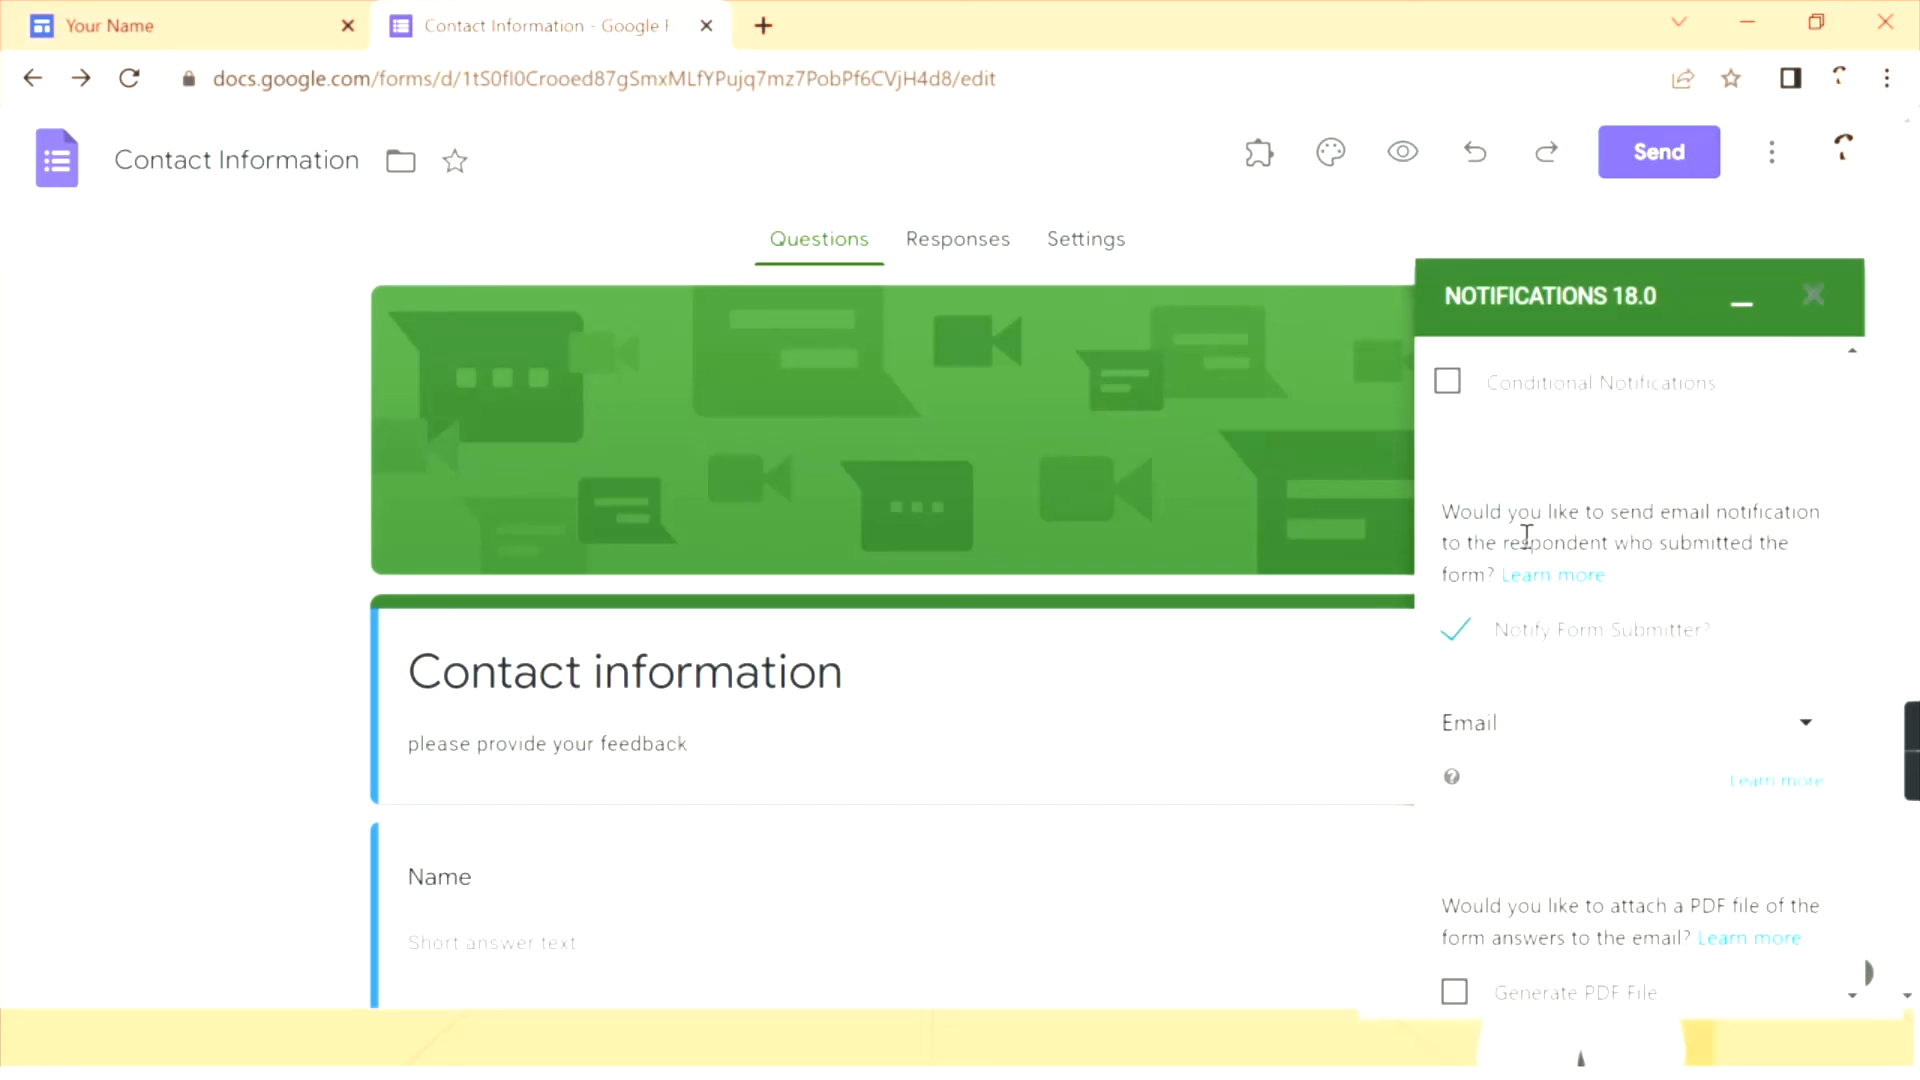 Your Name
Contact Information - Google F
docs.google.com/forms/d/1tS0fI0Crooed87gSmxMLfYPujq7mz7PobPf6CVjH4d8/edit
Contact Information
Send
Questions Responses Settings
NOTIFICATIONS 18.0
Conditional Notifications
Would you like to send email notification
to the respondent who submitted the
form? Learn more
Notify Form Submitter?
Contact information
please provide your feedback
Email
Learn more
Name
Short answer text
Would you like to attach a PDF file of the
form answers to the email? Learn more
Generate PDF File